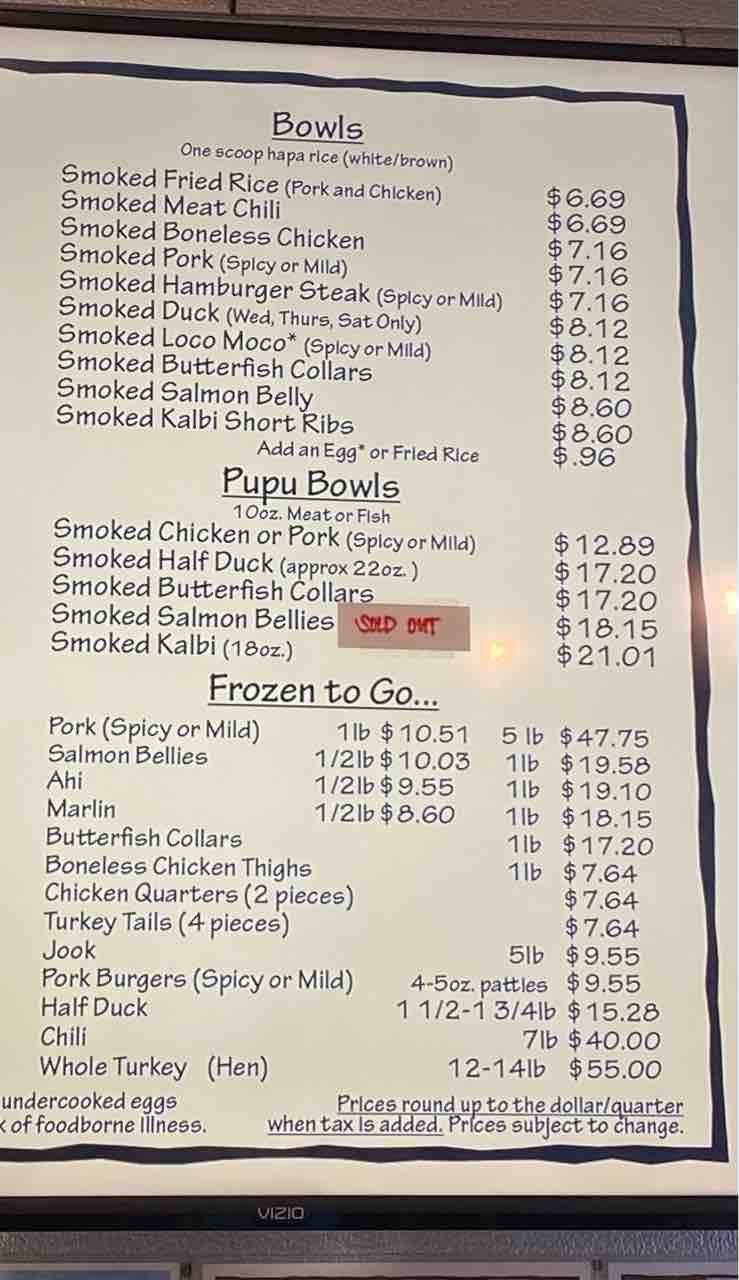 Bowls
One scoop hapa rice (white/brown)
Smoked Fried Rice (Pork and Chicken) $6.69
Smoked Meat Chili $6.69
Smoked Boneless Chicken $7.16
Smoked Pork (Spicy or Mild) $7.16
Smoked Hamburger Steak (Spicy or Mild) $7.16
Smoked Duck (Wed, Thurs, Sat Only) $8.12
Smoked Loco Moco* (Spicy or Mild) $8.12
Smoked Butterfish Collars $8.12
Smoked Salmon Belly $8.60
Smoked Kalbi Short Ribs $8.60
Add an Egg* or Fried Rice $.96
Pupu Bowls
10oz. Meat or Fish
Smoked Chicken or Pork (Spicy or Mild) $12.89
Smoked Half Duck (approx 22oz.) $17.20
Smoked Butterfish Collars $17.20
Smoked Salmon Bellies SOLD OUT $18.15
Smoked Kalbi (18oz.) $21.01
Frozen to Go...
Pork (Spicy or Mild) 1lb $10.51 5 lb $47.75
Salmon Bellies 1/2lb $10.03 1lb $19.58
Ahi 1/2lb $9.55 1lb $19.10
Marlin 1/2lb $8.60 1lb $18.15
Butterfish Collars 1lb $17.20
Boneless Chicken Thighs 1lb $7.64
Chicken Quarters (2 pieces) $7.64
Turkey Tails (4 pieces) $7.64
Jook 5lb $9.55
Pork Burgers (Spicy or Mild) 4-5oz. patties $9.55
Half Duck 1 1/2-1 3/4lb $15.28
Chili 7lb $40.00
Whole Turkey (Hen) 12-14lb $55.00
undercooked eggs Prices round up to the dollar/quarter
of foodborne illness. when tax is added. Prices subject to change.
VIZIO